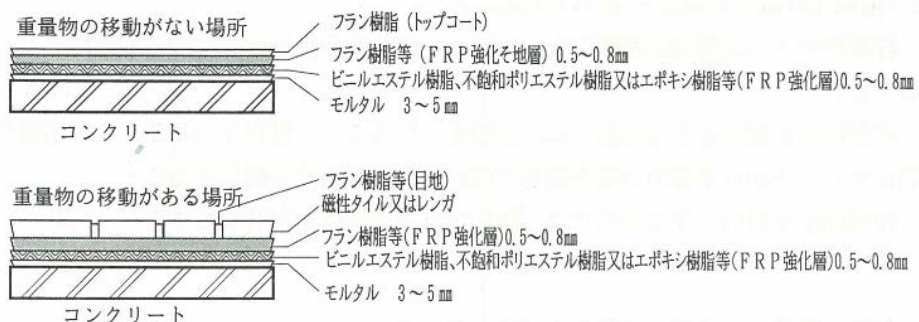 重量物の移動がない場所
フラン樹脂 (トップコート)
フラン樹脂等 (FRP強化そ地層) 0.5～0.8㎜
ビニルエステル樹脂、不飽和ポリエステル樹脂又はエポキシ樹脂等(FRP強化層)0.5～0.8㎜
モルタル 3～5㎜
コンクリート
重量物の移動がある場所
フラン樹脂等(目地)
磁性タイル又はレンガ
フラン樹脂等(FRP強化層)0.5～0.8㎜
ビニルエステル樹脂、不飽和ポリエステル樹脂又はエポキシ樹脂等(FRP強化層)0.5～0.8㎜
モルタル 3～5㎜
コンクリート